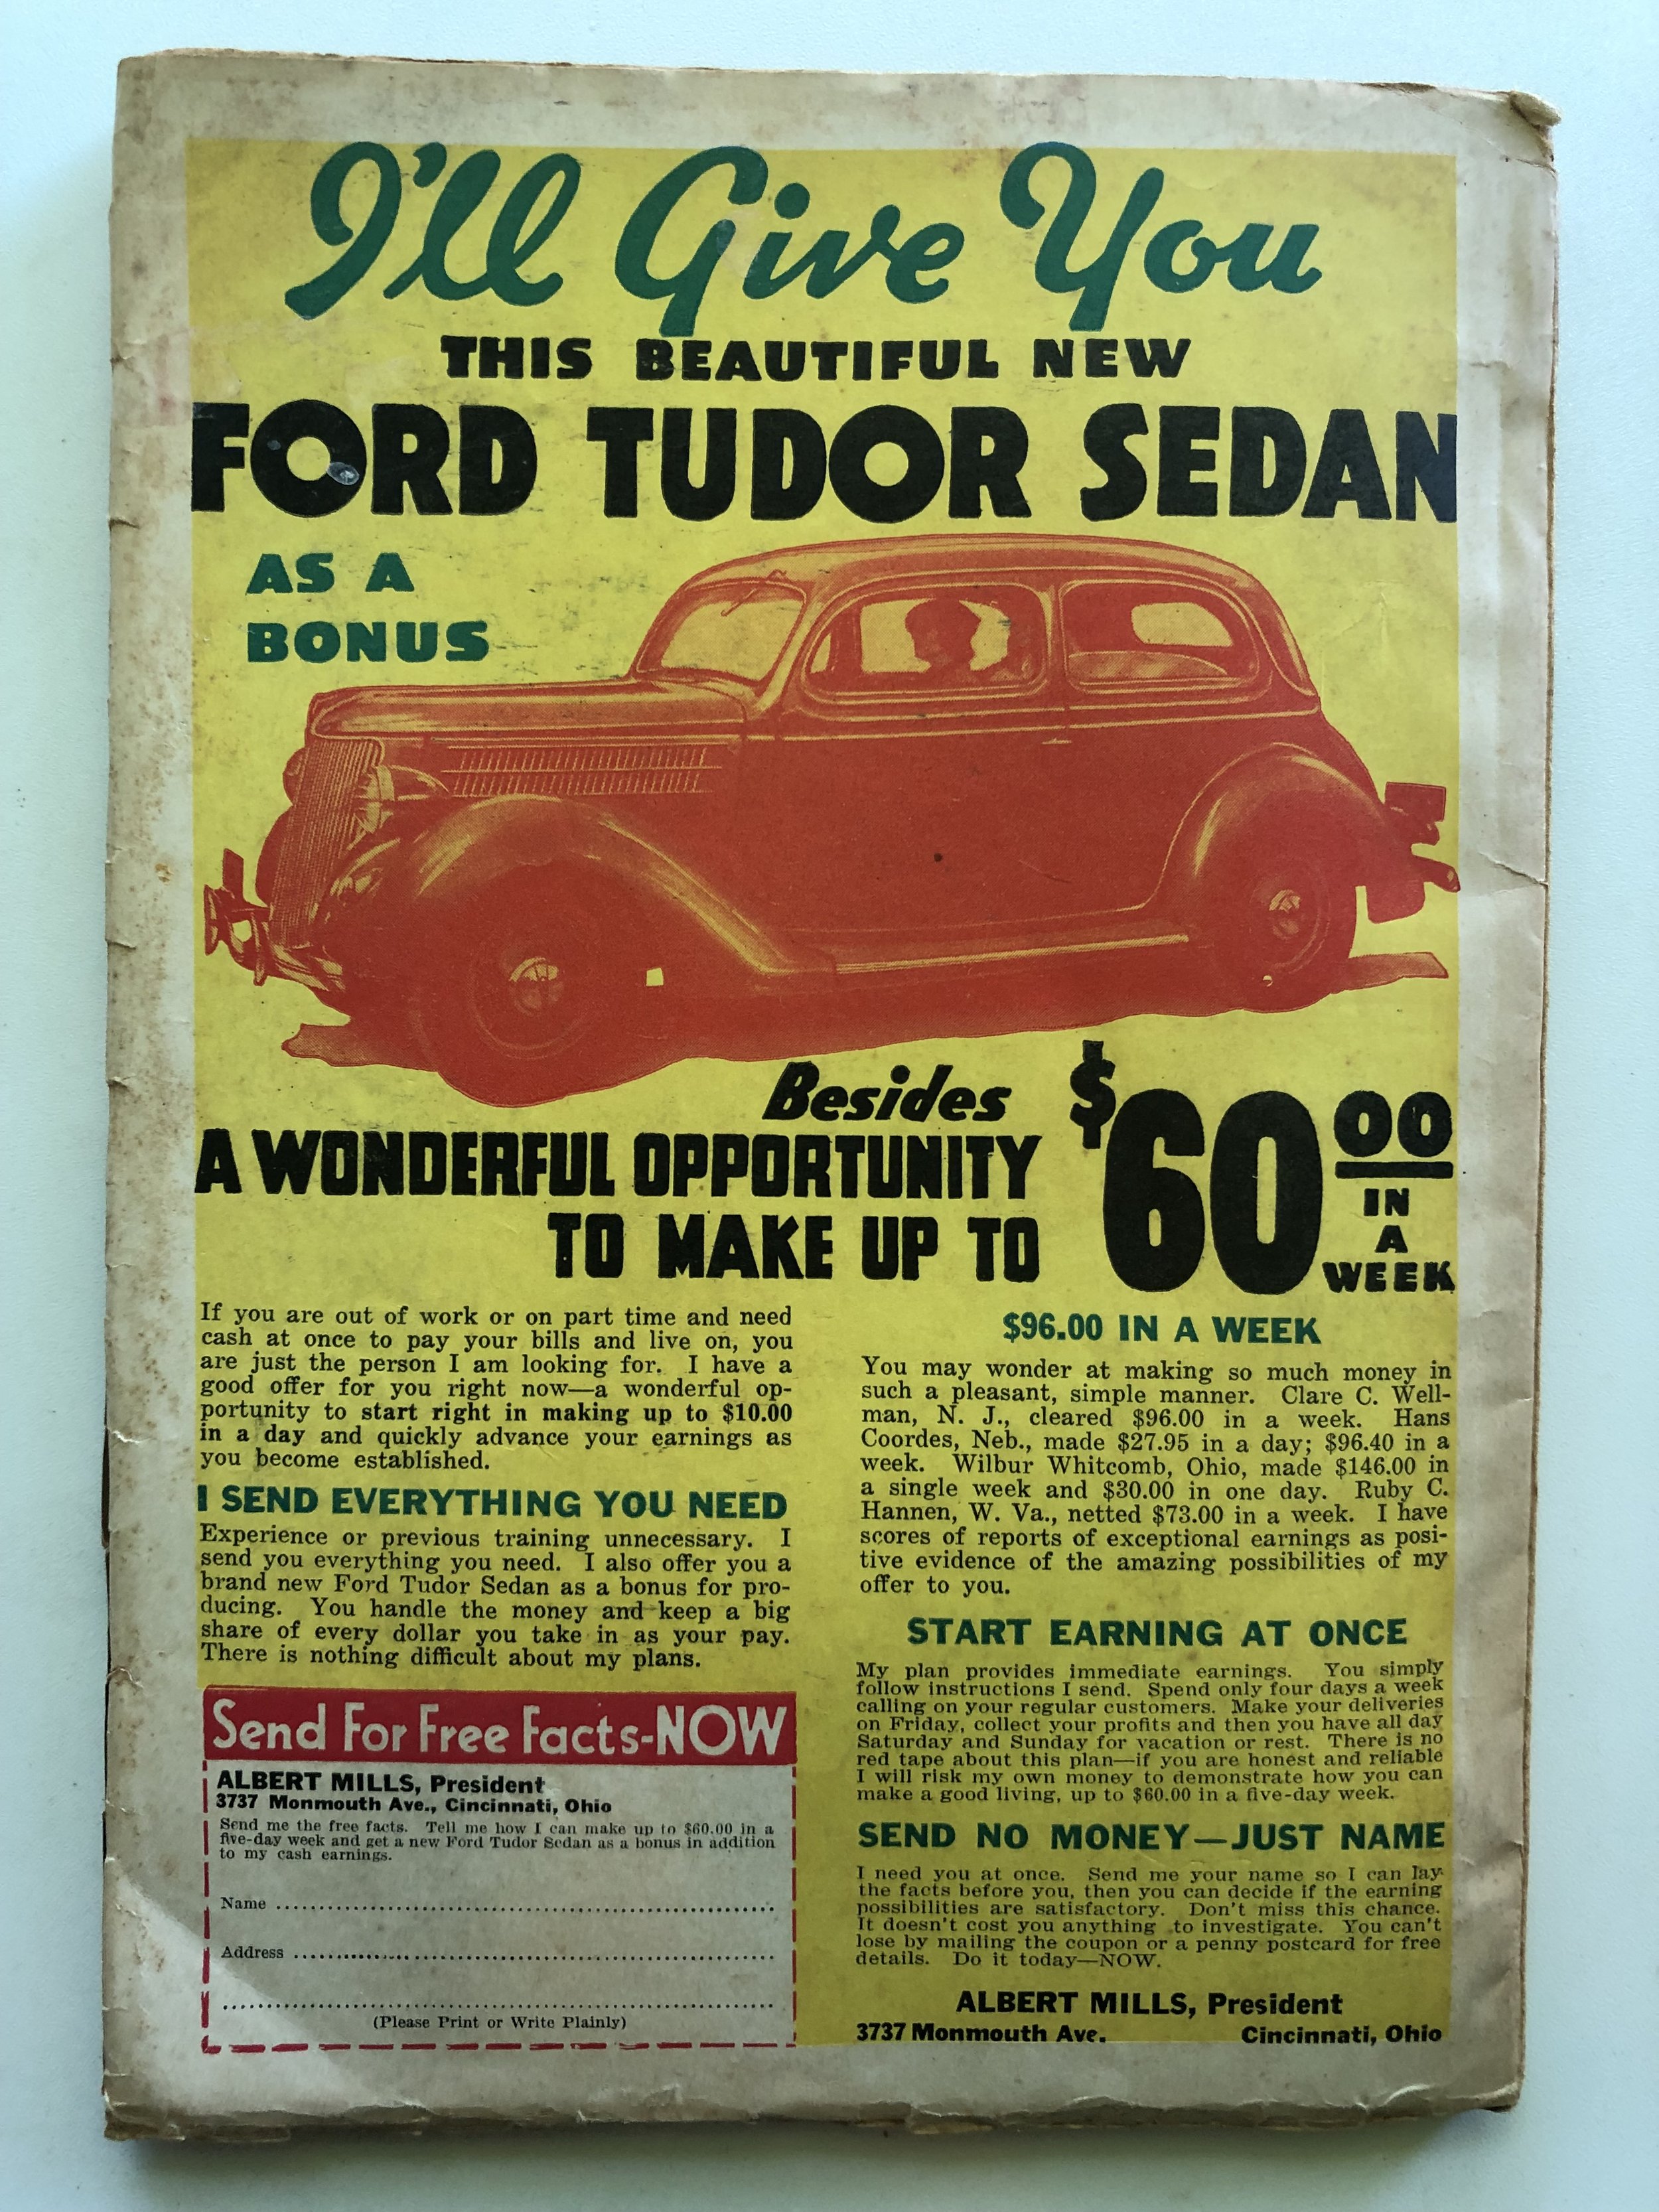 I'll Give You
THIS BEAUTIFUL NEW
FORD TUDOR SEDAN
AS A
BONUS
Besides
A WONDERFUL OPPORTUNITY
TO MAKE UP TO
$60 00
IN
A
WEEK
If you are out of work or on part time and need
cash at once to pay your bills and live on, you
are just the person I am looking for. I have a
good offer for you right now—a wonderful op-
portunity to start right in making up to $10.00
in a day and quickly advance your earnings as
you become established.
I SEND EVERYTHING YOU NEED
Experience or previous training unnecessary. I
send you everything you need. I also offer you a
brand new Ford Tudor Sedan as a bonus for pro-
ducing. You handle the money and keep a big
share of every dollar you take in as your pay.
There is nothing difficult about my plans.
Send For Free Facts-NOW
ALBERT MILLS, President
3737 Monmouth Ave., Cincinnati, Ohio
Send me the free facts. Tell me how I can make up to $60.00 in a
five-day week and get a new Ford Tudor Sedan as a bonus in addition
to my cash earnings.
Name
Address
(Please Print or Write Plainly)
$96.00 IN A WEEK
You may wonder at making so much money in
such a pleasant, simple manner. Clare C. Well-
man, N. J., cleared $96.00 in a week. Hans
Coordes, Neb., made $27.95 in a day; $96.40 in a
week. Wilbur Whitcomb, Ohio, made $146.00 in
a single week and $30.00 in one day. Ruby C.
Hannen, W. Va., netted $73.00 in a week. I have
scores of reports of exceptional earnings as posi-
tive evidence of the amazing possibilities of my
offer to you.
START EARNING AT ONCE
My plan provides immediate earnings. You simply
follow instructions I send. Spend only four days a week
calling on your regular customers. Make your deliveries
on Friday, collect your profits and then you have all day
Saturday and Sunday for vacation or rest. There is no
red tape about this plan—if you are honest and reliable
I will risk my own money to demonstrate how you can
make a good living, up to $60.00 in a five-day week.
SEND NO MONEY—JUST NAME
I need you at once. Send me your name so I can lay
the facts before you, then you can decide if the earning
possibilities are satisfactory. Don't miss this chance.
It doesn't cost you anything to investigate. You can't
lose by mailing the coupon or a penny postcard for free
details. Do it today—NOW.
ALBERT MILLS, President
3737 Monmouth Ave. Cincinnati, Ohio